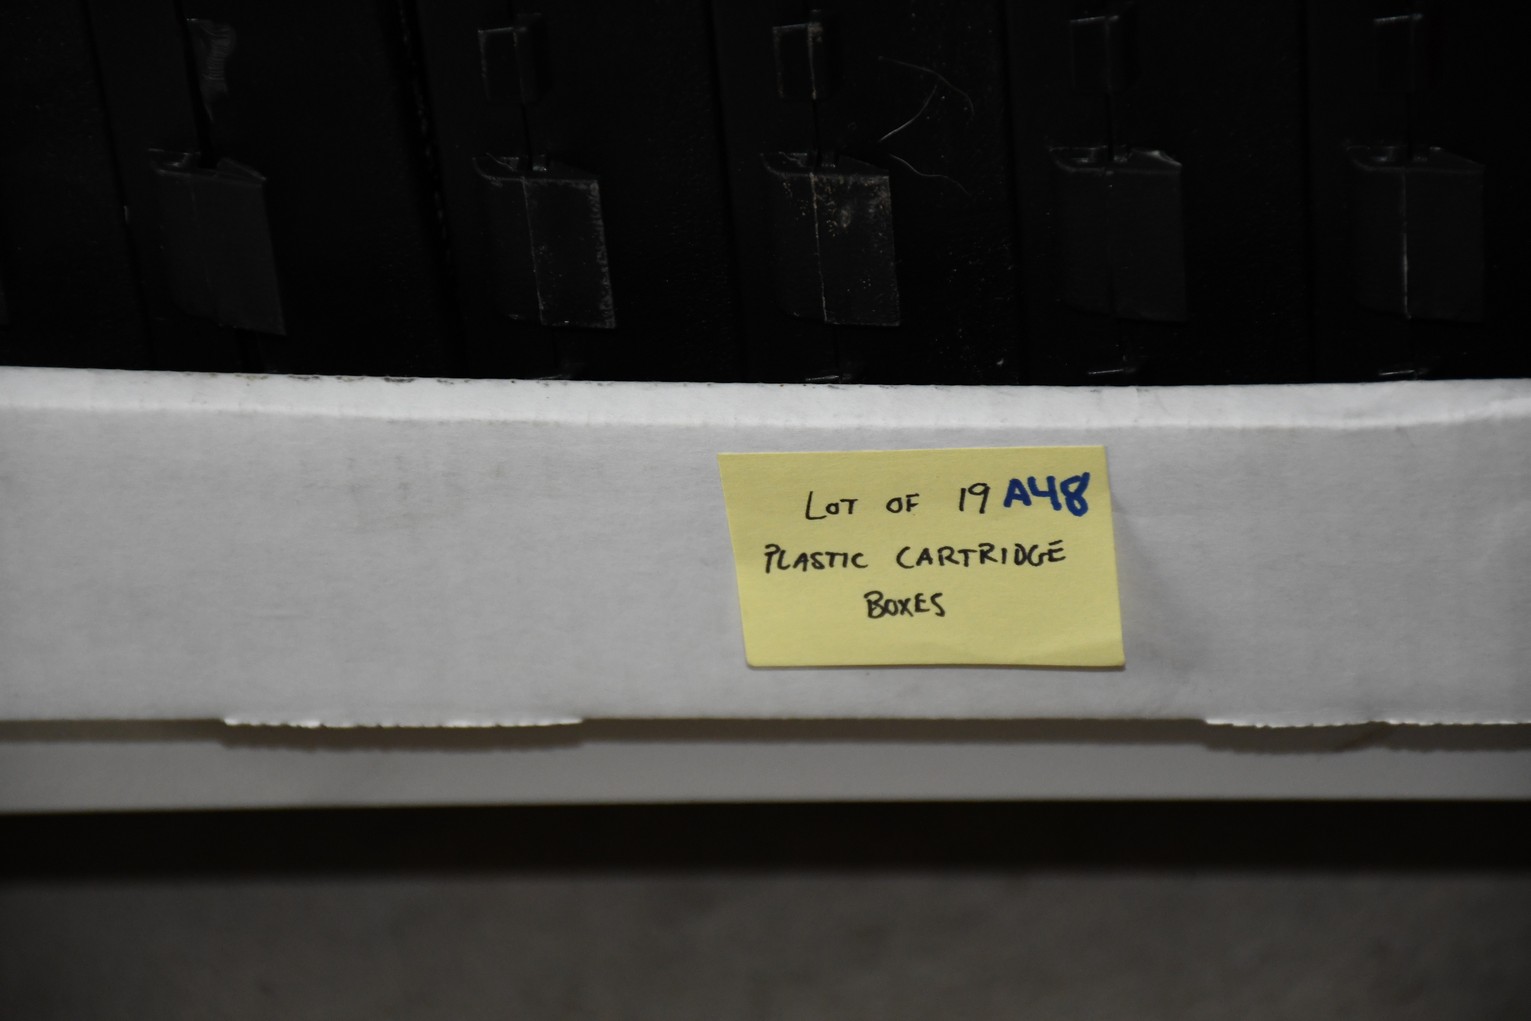 LOT OF 19 A48
PLASTIC CARTRIDGE
BOXES